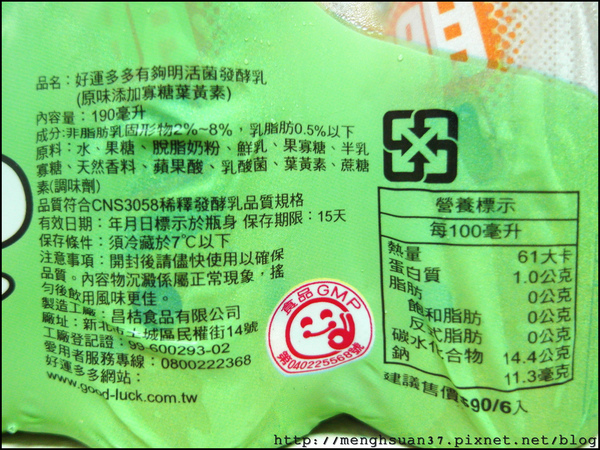 品名：好運多多有夠明活菌發酵乳
(原味添加寡糖葉黃素)
內容量：190毫升
成分:非脂肪乳固形物2%~8%，乳脂肪0.5%以下
原料：水、果糖、脫脂奶粉、鮮乳、果寡糖、半乳
寡糖、天然香料、蘋果酸、乳酸菌、葉黃素、蔗糖
素(調味劑)
品質符合CNS3058稀釋發酵乳品質規格
有效日期：年月日標示於瓶身 保存期限：15天
保存條件：須冷藏於7℃以下
注意事項：開封後請儘快使用以確保
品質。內容物沉澱係屬正常現象，搖
勻後飲用風味更佳。
製造工廠：昌桔食品有限公司
廠址：新北市土城區民權街14號
工廠登記證：99-600293-02
愛用者服務專線：0800222368
好運多多網站：
www.good-luck.com.tw
食品GMP
第040225568號
營養標示
每100毫升
熱量 61大卡
蛋白質 1.0公克
脂肪 0公克
飽和脂肪 0公克
反式脂肪 0公克
碳水化合物 14.4公克
鈉 11.3毫克
建議售價$90/6入
http://menghsuan37.pixnet.net/blog